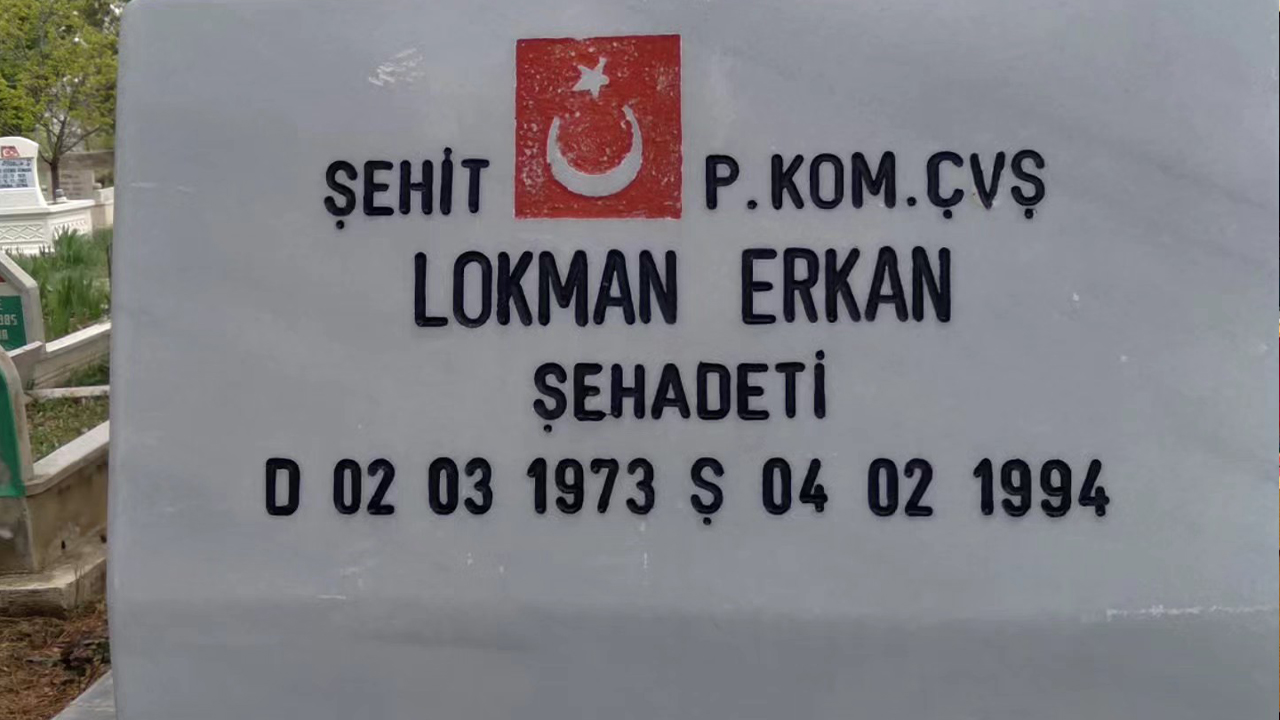 ŞEHİT P.KOM.ÇVŞ
LOKMAN ERKAN
ŞEHADETİ
D 02 03 1973 Ş 04 02 1994